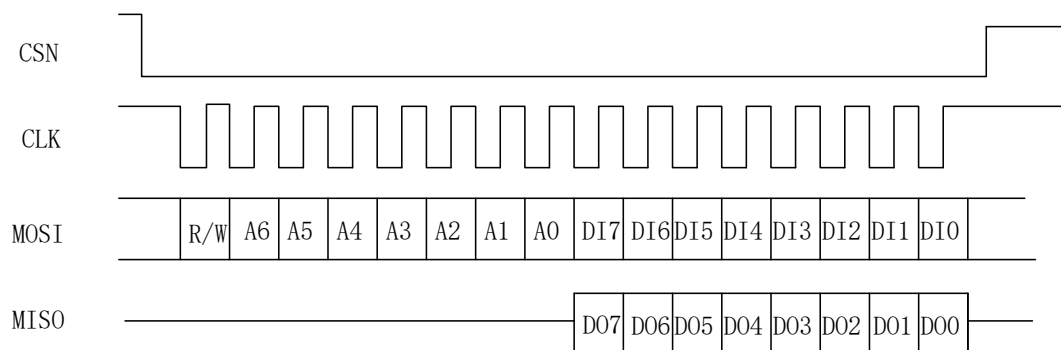 CSN
CLK
MOSI R/W A6 A5 A4 A3 A2 A1 A0 DI7 DI6 DI5 DI4 DI3 DI2 DI1 DI0
MISO DO7 DO6 DO5 DO4 DO3 DO2 DO1 DO0